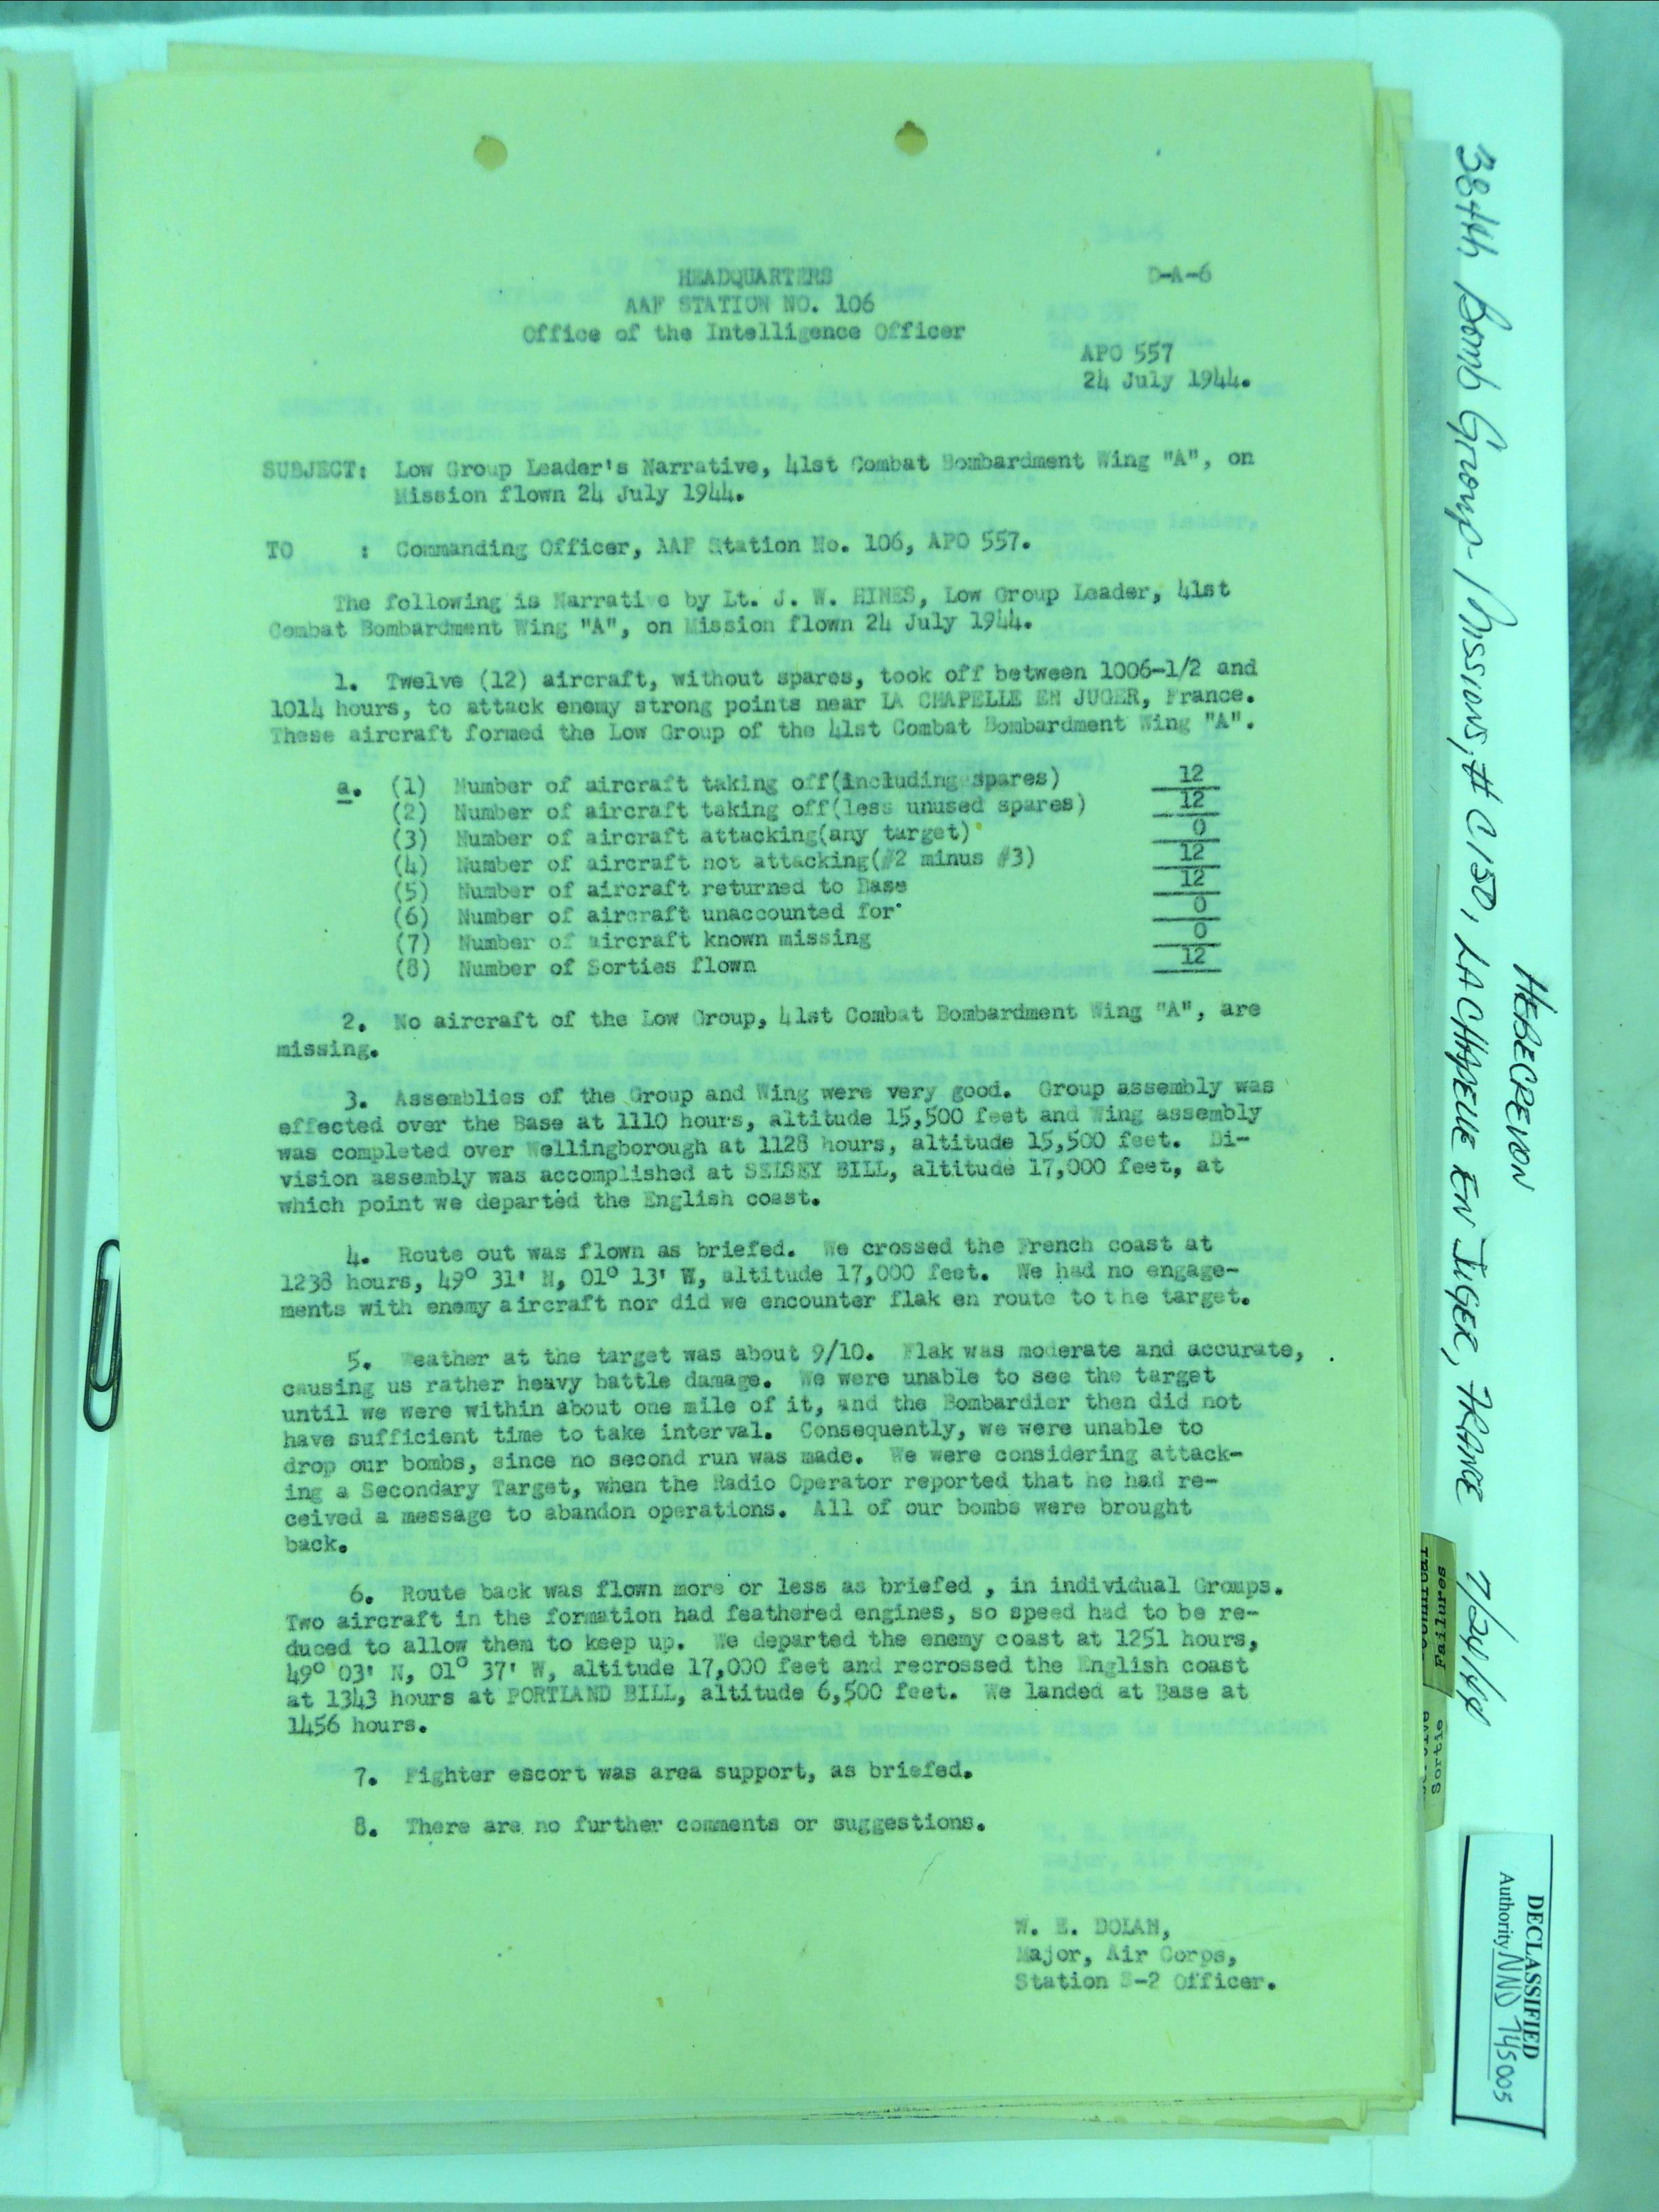 HEADQUARTERS
D-A-6
AAF STATION NO. 106
Office of the Intelligence Officer
APO 557
24 July 1944.
SUBJECT: Low Group Leader's Narrative, 41st Combat Bombardment Wing "A", on
Mission flown 24 July 1944.
TO : Commanding Officer, AAF Station No. 106, APO 557.
The following is Narrative by Lt. J. W. HINES, Low Group Leader, 41st
Combat Bombardment Wing "A", on Mission flown 24 July 1944.
1. Twelve (12) aircraft, without spares, took off between 1006-1/2 and
1014 hours, to attack enemy strong points near LA CHAPELLE EN JUGER, France.
These aircraft formed the Low Group of the 41st Combat Bombardment Wing "A".
a. (1) Number of aircraft taking off(including spares) 12
(2) Number of aircraft taking off(less unused spares) 12
(3) Number of aircraft attacking(any target) 0
(4) Number of aircraft not attacking(#2 minus #3) 12
(5) Number of aircraft returned to Base 12
(6) Number of aircraft unaccounted for 0
(7) Number of aircraft known missing 0
(8) Number of Sorties flown 12
2. No aircraft of the Low Group, 41st Combat Bombardment Wing "A", are
missing.
3. Assemblies of the Group and Wing were very good. Group assembly was
effected over the Base at 1110 hours, altitude 15,500 feet and Wing assembly
was completed over Wellingborough at 1128 hours, altitude 15,500 feet. Di-
vision assembly was accomplished at SELSEY BILL, altitude 17,000 feet, at
which point we departed the English coast.
4. Route out was flown as briefed. We crossed the French coast at
1238 hours, 49° 31' N, 01° 13' W, altitude 17,000 feet. We had no engage-
ments with enemy aircraft nor did we encounter flak en route to the target.
5. Weather at the target was about 9/10. Flak was moderate and accurate,
causing us rather heavy battle damage. We were unable to see the target
until we were within about one mile of it, and the Bombardier then did not
have sufficient time to take interval. Consequently, we were unable to
drop our bombs, since no second run was made. We were considering attack-
ing a Secondary Target, when the Radio Operator reported that he had re-
ceived a message to abandon operations. All of our bombs were brought
back.
6. Route back was flown more or less as briefed , in individual Groups.
Two aircraft in the formation had feathered engines, so speed had to be re-
duced to allow them to keep up. We departed the enemy coast at 1251 hours,
49° 03' N, 01° 37' W, altitude 17,000 feet and recrossed the English coast
at 1343 hours at PORTLAND BILL, altitude 6,500 feet. We landed at Base at
1456 hours.
7. Fighter escort was area support, as briefed.
8. There are no further comments or suggestions.
W. E. DOLAN,
Major, Air Corps,
Station S-2 Officer.
384th Bomb Group - Missions, # C150, LA CHAPELLE EN JUGER, FRANCE 7/24/44
HEBECREVON
Failures
Sortie
DECLASSIFIED
Authority NND 745005